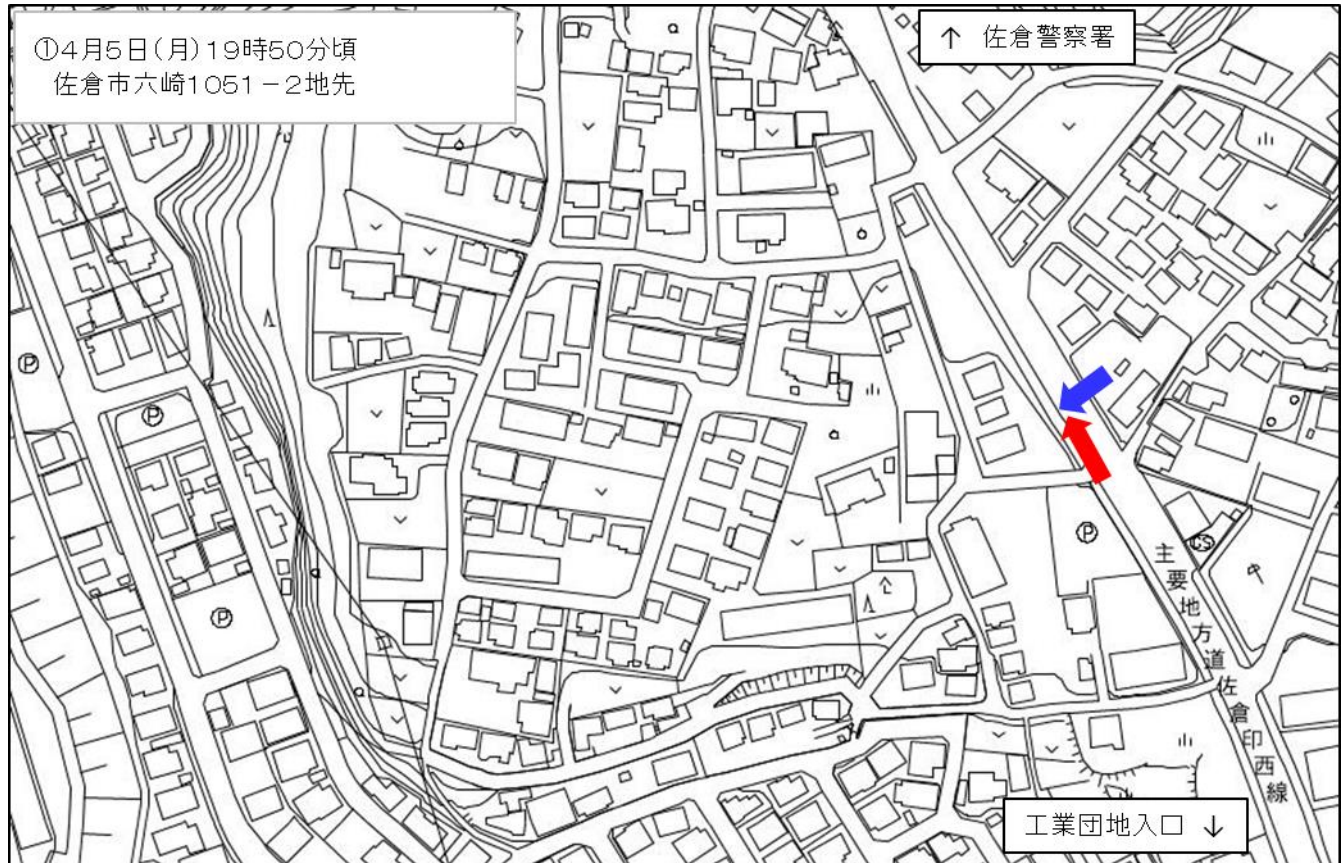 ①4月5日(月)19時50分頃
佐倉市六崎1051-2地先
↑ 佐倉警察署
P
P
P
P
CS
主要地方道佐倉印西線
工業団地入口 ↓